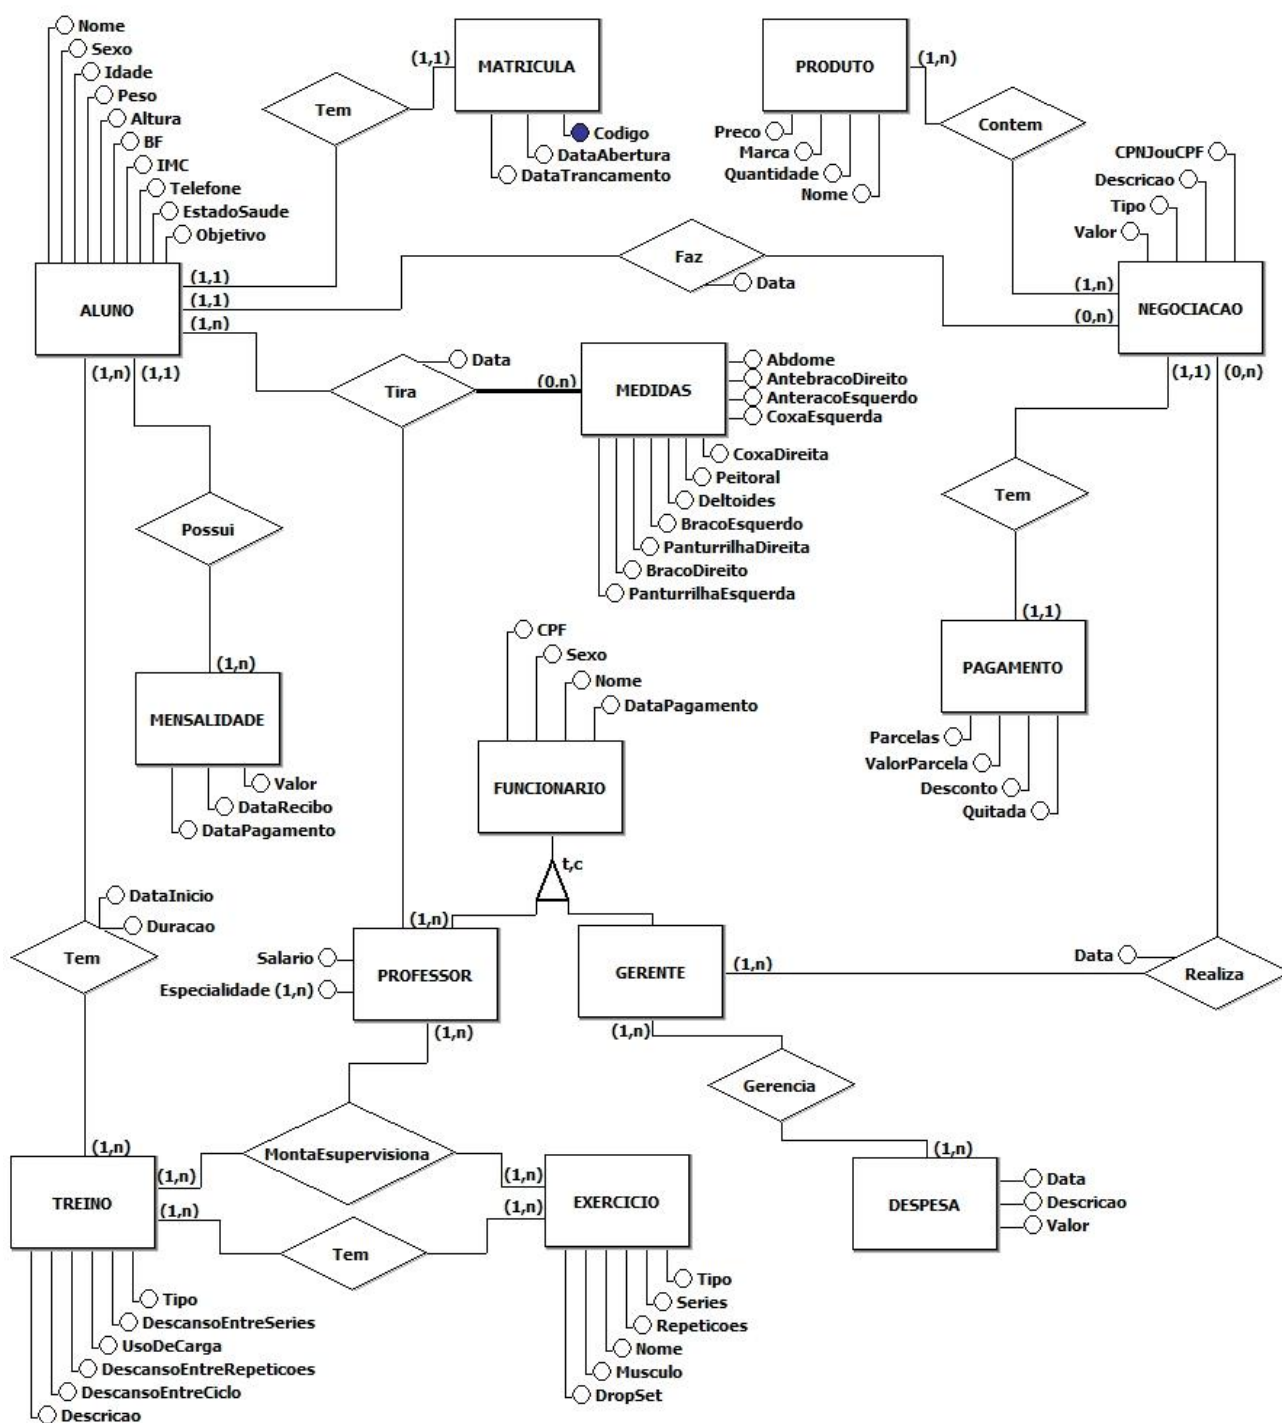 Nome
Sexo
Idade
Peso
Altura
BF
IMC
Telefone
EstadoSaude
Objetivo
ALUNO
(1,1)
(1,1)
(1,n)
(1,n)
(1,1)
Tem
(1,1)
MATRICULA
Codigo
DataAbertura
DataTrancamento
PRODUTO
(1,n)
Preco
Marca
Quantidade
Nome
Contem
CPNJouCPF
Descricao
Tipo
Valor
(1,n)
(0,n)
NEGOCIACAO
(1,1)
(0,n)
Faz
Data
Data
Tira
(0.n)
MEDIDAS
Abdome
AntebracoDireito
AnteracoEsquerdo
CoxaEsquerda
CoxaDireita
Peitoral
Deltoides
BracoEsquerdo
PanturrilhaDireita
BracoDireito
PanturrilhaEsquerda
Possui
(1,n)
MENSALIDADE
Valor
DataRecibo
DataPagamento
Tem
(1,1)
PAGAMENTO
Parcelas
ValorParcela
Desconto
Quitada
CPF
Sexo
Nome
DataPagamento
FUNCIONARIO
t,c
DataInicio
Duracao
Tem
(1,n)
Salario
Especialidade (1,n)
PROFESSOR
(1,n)
GERENTE
(1,n)
(1,n)
Data
Realiza
Gerencia
(1,n)
DESPESA
Data
Descricao
Valor
(1,n)
TREINO
(1,n)
(1,n)
MontaEsupervisiona
(1,n)
(1,n)
EXERCICIO
Tem
Tipo
DescansoEntreSeries
UsoDeCarga
DescansoEntreRepeticoes
DescansoEntreCiclo
Descricao
Tipo
Series
Repeticoes
Nome
Musculo
DropSet